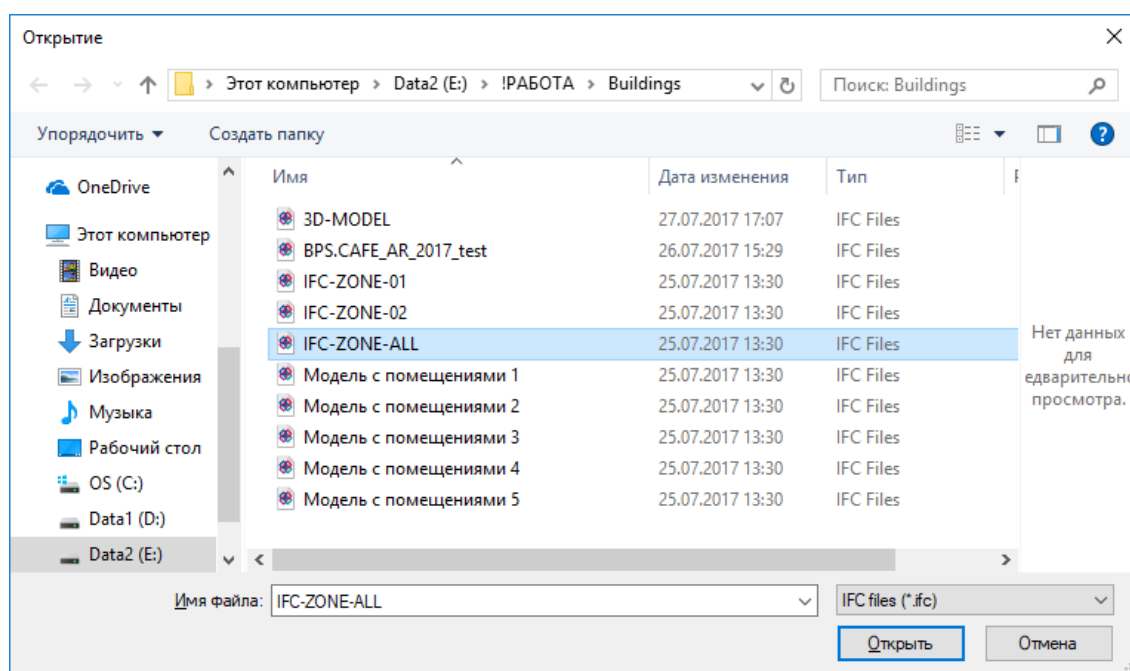 Открытие
Этот компьютер > Data2 (E:) > !РАБОТА > Buildings
Поиск: Buildings
Упорядочить
Создать папку
OneDrive
Этот компьютер
Видео
Документы
Загрузки
Изображения
Музыка
Рабочий стол
OS (C:)
Data1 (D:)
Data2 (E:)
Имя Дата изменения Тип
3D-MODEL 27.07.2017 17:07 IFC Files
BPS.CAFE_AR_2017_test 26.07.2017 15:29 IFC Files
IFC-ZONE-01 25.07.2017 13:30 IFC Files
IFC-ZONE-02 25.07.2017 13:30 IFC Files
IFC-ZONE-ALL 25.07.2017 13:30 IFC Files
Модель с помещениями 1 25.07.2017 13:30 IFC Files
Модель с помещениями 2 25.07.2017 13:30 IFC Files
Модель с помещениями 3 25.07.2017 13:30 IFC Files
Модель с помещениями 4 25.07.2017 13:30 IFC Files
Модель с помещениями 5 25.07.2017 13:30 IFC Files
Нет данных
для
едварительно
просмотра.
Имя файла: IFC-ZONE-ALL
IFC files (*.ifc)
Открыть
Отмена